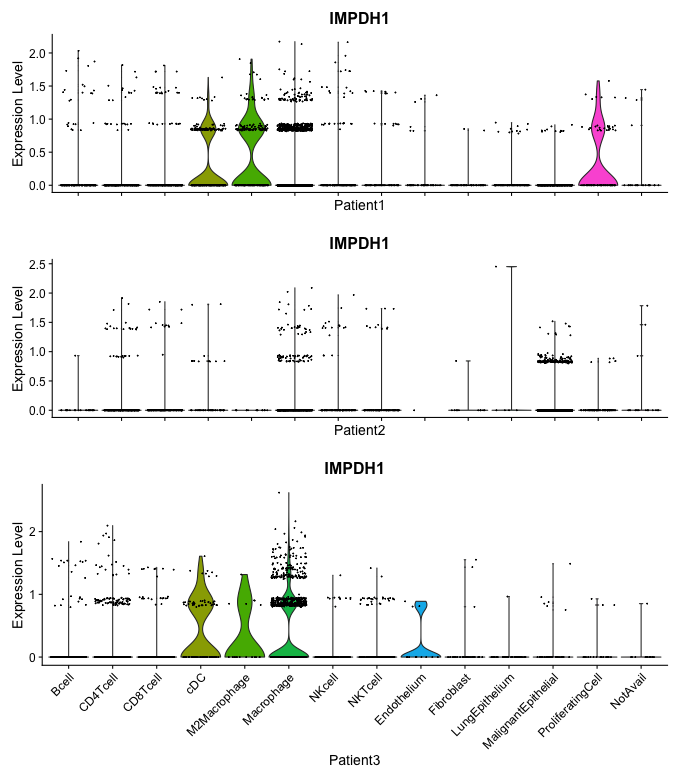 IMPDH1
Expression Level
2.0
1.5
1.0
0.5
0.0
Patient1
IMPDH1
Expression Level
2.5
2.0
1.5
1.0
0.5
0.0
Patient2
IMPDH1
Expression Level
2
1
0
Bcell
CD4Tcell
CD8Tcell
cDC
M2Macrophage
Macrophage
NKcell
NKTcell
Endothelium
Fibroblast
LungEpithelium
MalignantEpithelial
ProliferatingCell
NotAvail
Patient3